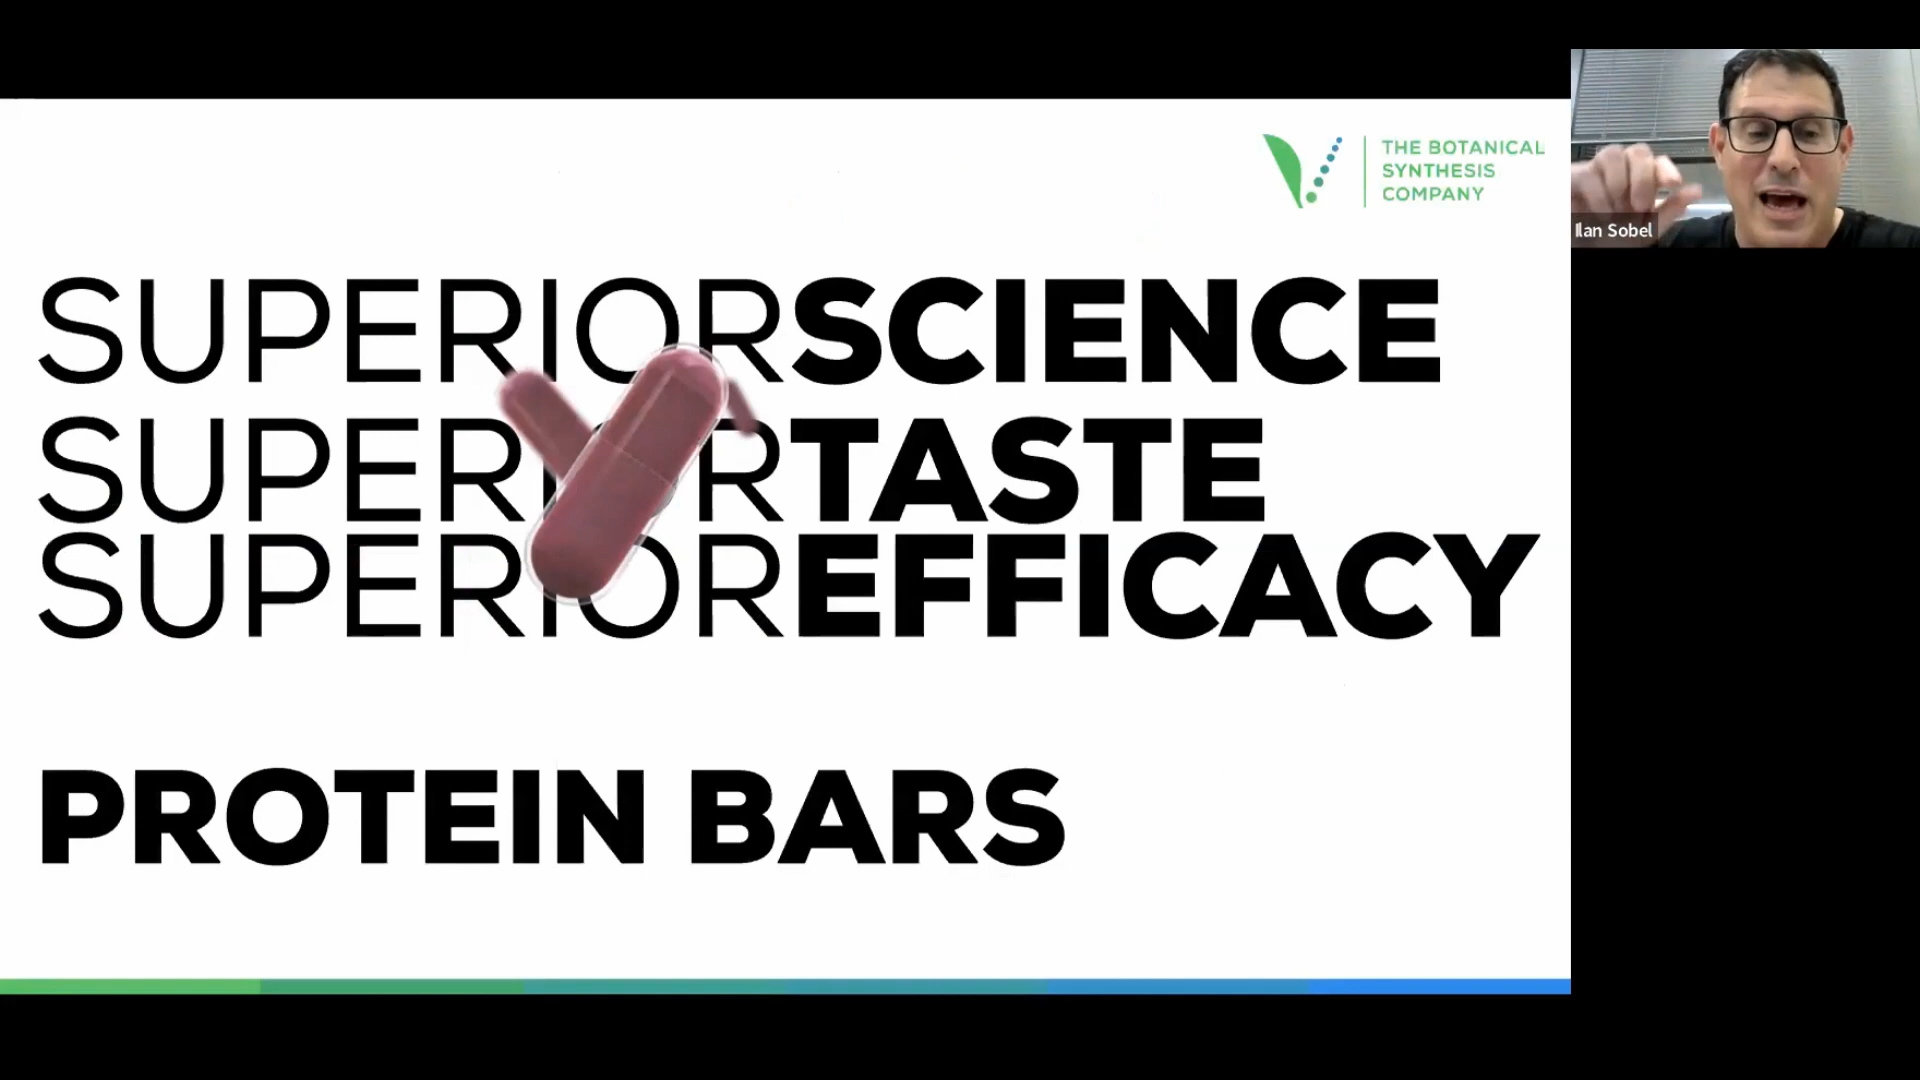 THE BOTANICAL
SYNTHESIS
COMPANY
Ilan Sobel
SUPERIORSCIENCE
SUPERIORTASTE
SUPERIOREFFICACY
PROTEIN BARS